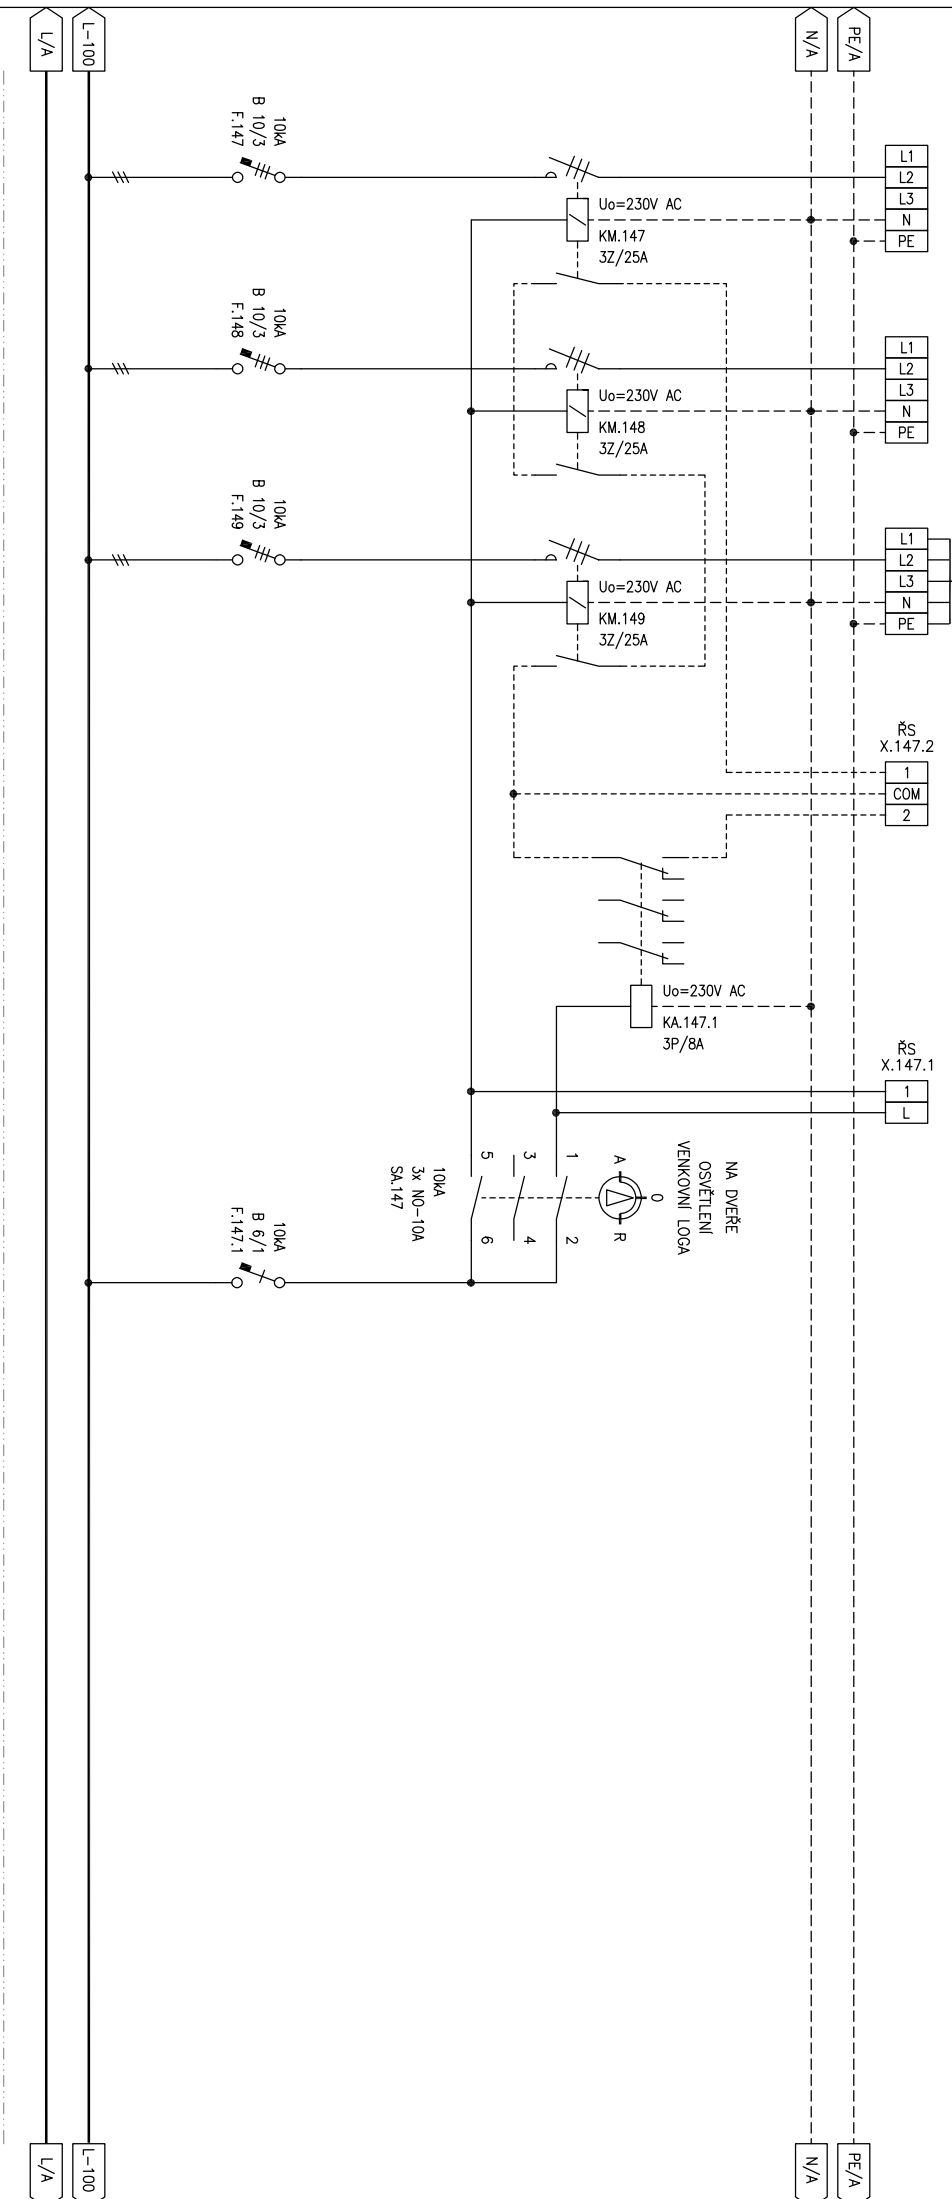 L/A
L-100
N/A
PE/A
10kA
B 10/3
F.147
L1
L2
L3
N
PE
Uo=230V AC
KM.147
3Z/25A
10kA
B 10/3
F.148
L1
L2
L3
N
PE
Uo=230V AC
KM.148
3Z/25A
10kA
B 10/3
F.149
L1
L2
L3
N
PE
Uo=230V AC
KM.149
3Z/25A
ŘS
X.147.2
1
COM
2
Uo=230V AC
KA.147.1
3P/8A
ŘS
X.147.1
1
L
NA DVEŘE
OSVĚTLENÍ
VENKOVNÍ LOGA
A
0
R
1
2
3
4
5
6
10kA
3x NO-10A
SA.147
10kA
B 6/1
F.147.1
L/A
L-100
N/A
PE/A